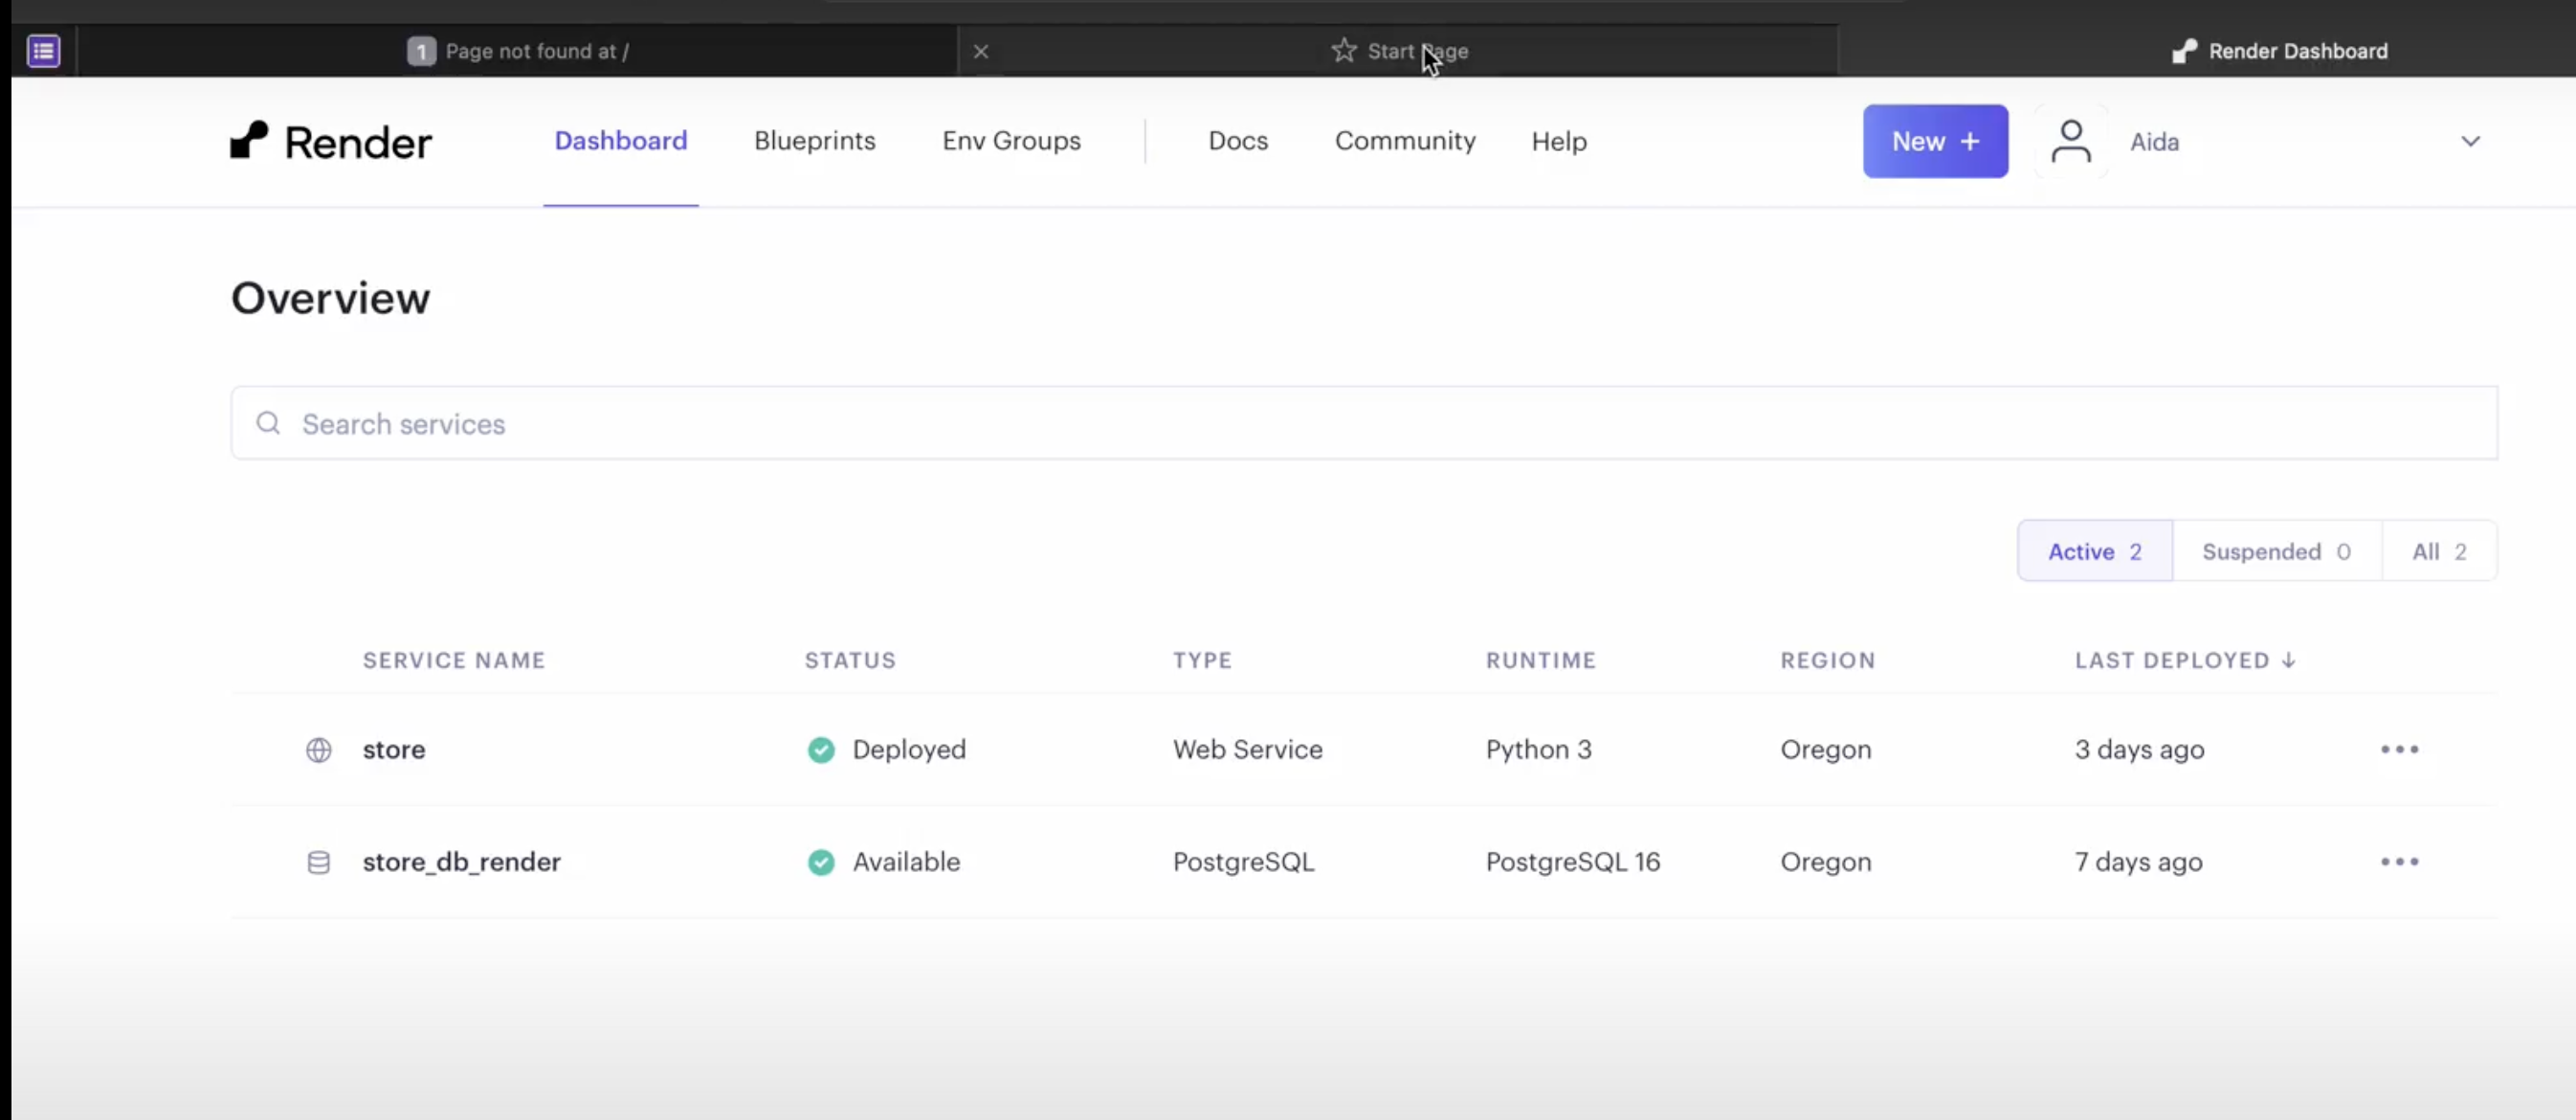 1 Page not found at /
Start Page
Render Dashboard
Render Dashboard Blueprints Env Groups Docs Community Help New + Aida
Overview
Search services
Active 2 Suspended 0 All 2
SERVICE NAME STATUS TYPE RUNTIME REGION LAST DEPLOYED ↓
store Deployed Web Service Python 3 Oregon 3 days ago
store_db_render Available PostgreSQL PostgreSQL 16 Oregon 7 days ago